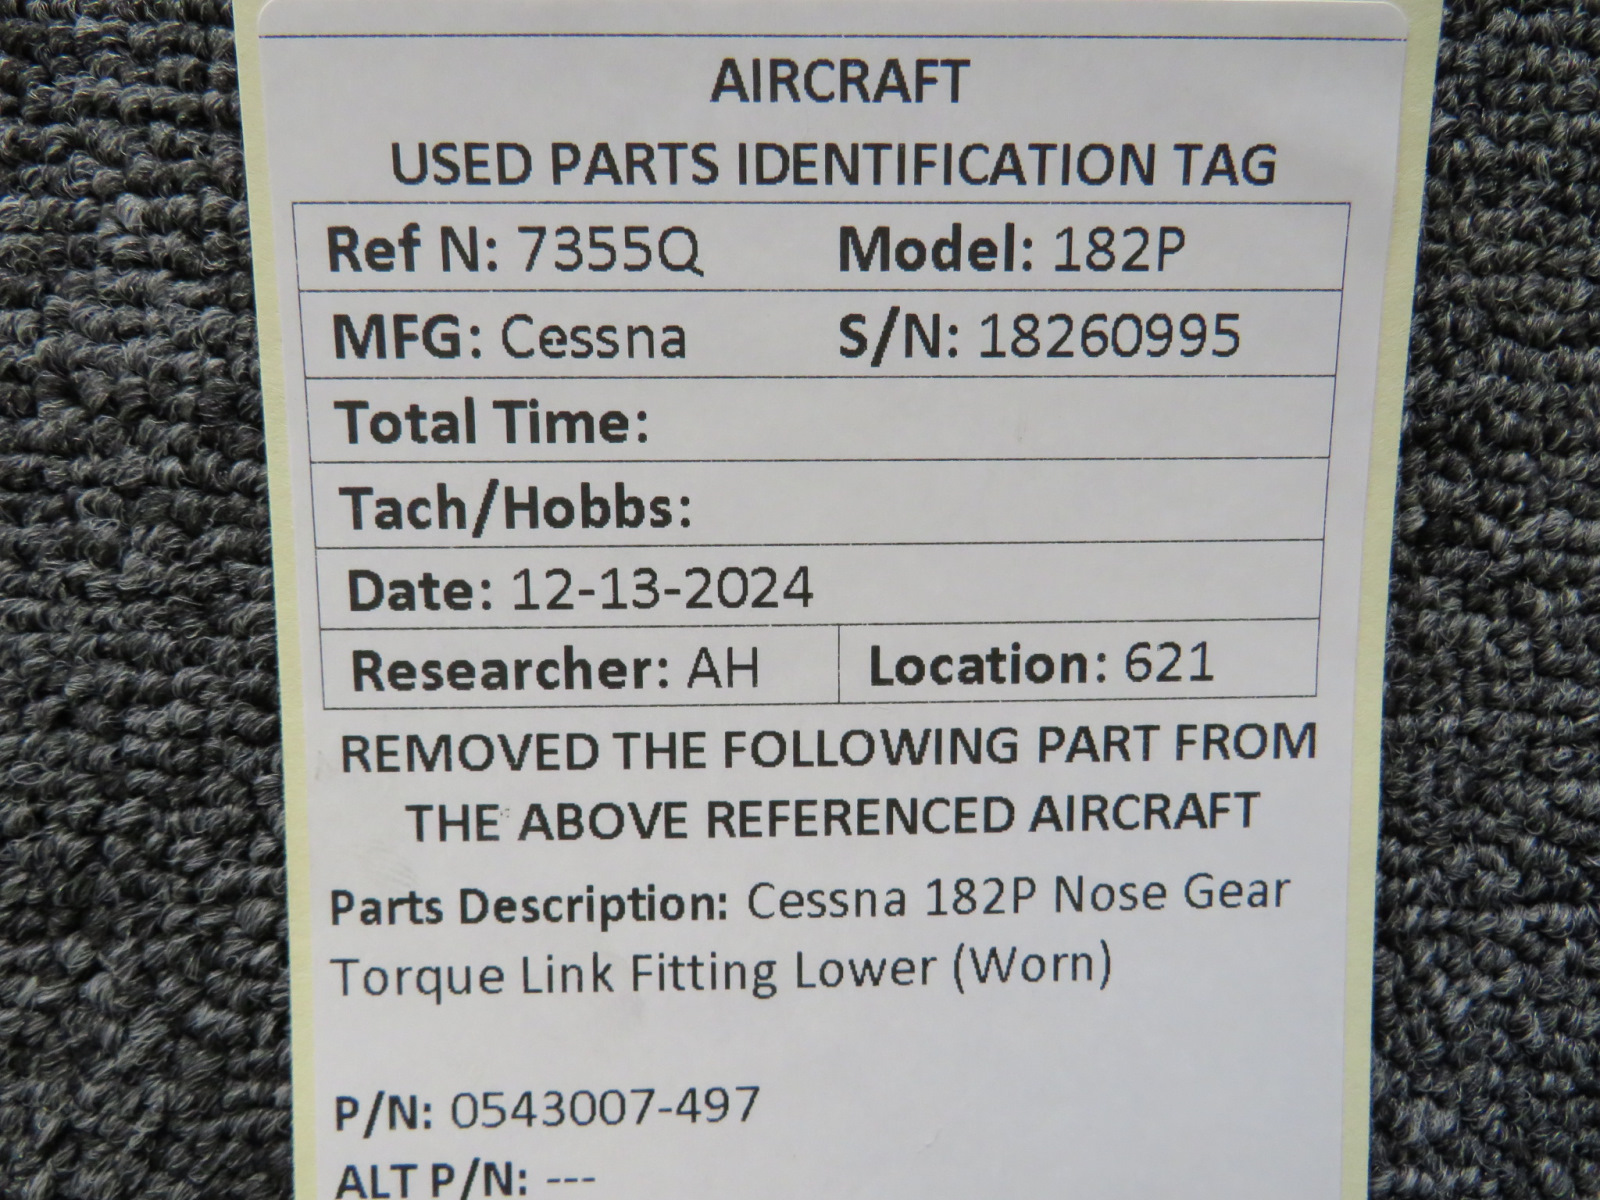 AIRCRAFT
USED PARTS IDENTIFICATION TAG
Ref N: 7355Q Model: 182P
MFG: Cessna S/N: 18260995
Total Time:
Tach/Hobbs:
Date: 12-13-2024
Researcher: AH Location: 621
REMOVED THE FOLLOWING PART FROM
THE ABOVE REFERENCED AIRCRAFT
Parts Description: Cessna 182P Nose Gear
Torque Link Fitting Lower (Worn)
P/N: 0543007-497
ALT P/N: ---